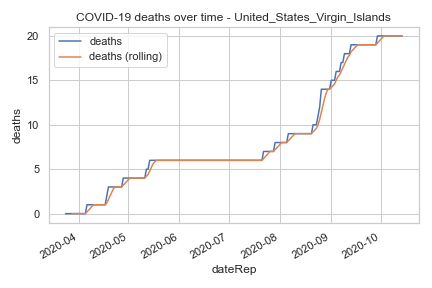 COVID-19 deaths over time - United_States_Virgin_Islands
deaths
deaths (rolling)
20
15
10
5
0
deaths
2020-04
2020-05
2020-06
2020-07
2020-08
2020-09
2020-10
dateRep